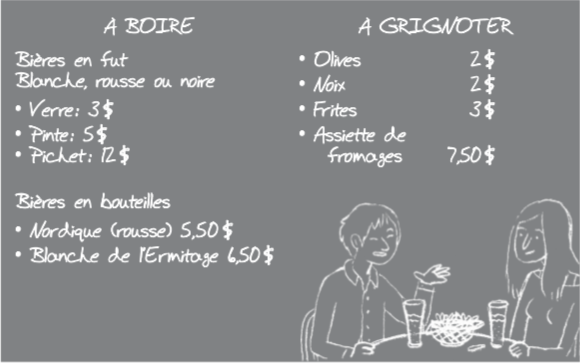 A BOIRE
Bières en fut
Blanche, rousse ou noire
• Verre: 3$
• Pinte: 5$
• Pichet: 12$
Bières en bouteilles
• Nordique (rousse) 5,50$
• Blanche de l'Ermitage 6,50$
A GRIGNOTER
• Olives 2$
• Noix 2$
• Frites 3$
• Assiette de
fromages 7,50$